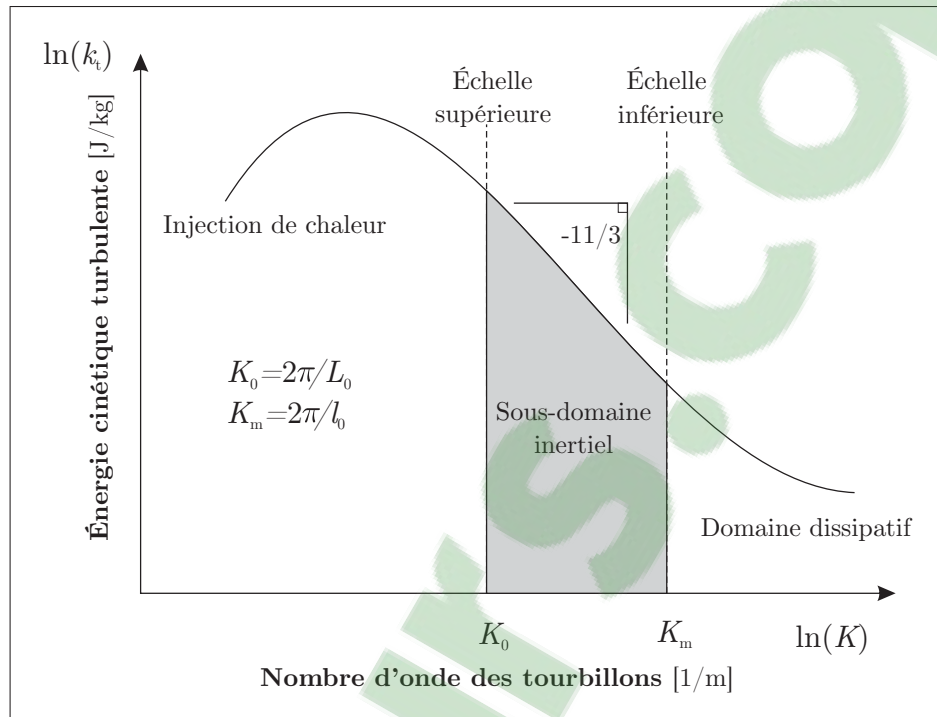 ln(kₜ)
Énergie cinétique turbulente [J/kg]
Échelle
supérieure
Échelle
inférieure
Injection de chaleur
-11/3
K₀=2π/L₀
Kₘ=2π/l₀
Sous-domaine
inertiel
Domaine dissipatif
K₀
Kₘ
ln(K)
Nombre d'onde des tourbillons [1/m]